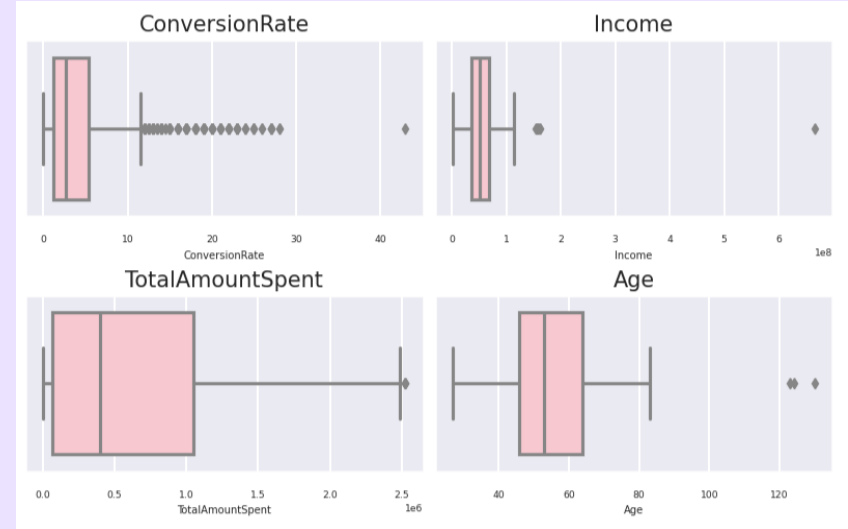 ConversionRate
Income
0 10 20 30 40
ConversionRate
0 1 2 3 4 5 6
1e8
Income
TotalAmountSpent
Age
0.0 0.5 1.0 1.5 2.0 2.5
1e6
TotalAmountSpent
40 60 80 100 120
Age